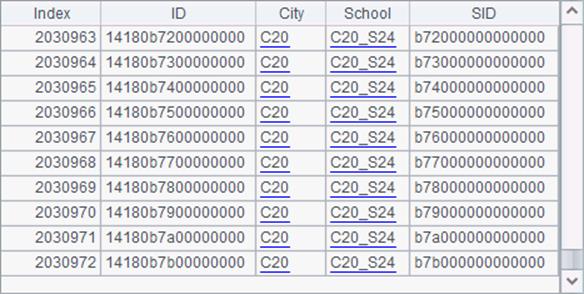 Index ID City School SID
2030963 14180b7200000000 C20 C20_S24 b72000000000000
2030964 14180b7300000000 C20 C20_S24 b73000000000000
2030965 14180b7400000000 C20 C20_S24 b74000000000000
2030966 14180b7500000000 C20 C20_S24 b75000000000000
2030967 14180b7600000000 C20 C20_S24 b76000000000000
2030968 14180b7700000000 C20 C20_S24 b77000000000000
2030969 14180b7800000000 C20 C20_S24 b78000000000000
2030970 14180b7900000000 C20 C20_S24 b79000000000000
2030971 14180b7a00000000 C20 C20_S24 b7a000000000000
2030972 14180b7b00000000 C20 C20_S24 b7b000000000000